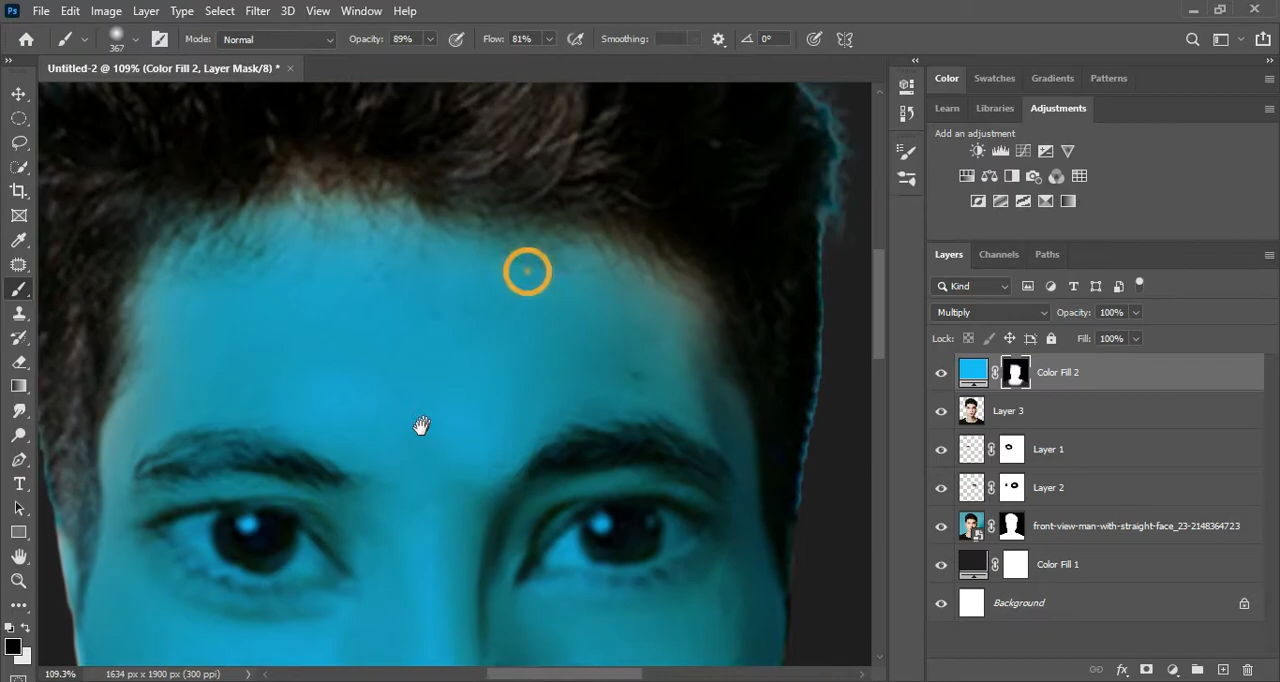 Ps File Edit Image Layer Type Select Filter 3D View Window Help
367 Mode: Normal Opacity: 89% Flow: 81% Smoothing: 0°
Untitled-2 @ 109% (Color Fill 2, Layer Mask/8) * ×
Color Swatches Gradients Patterns
Learn Libraries Adjustments
Add an adjustment
Layers Channels Paths
Kind
Multiply Opacity: 100%
Lock: Fill: 100%
Color Fill 2
Layer 3
Layer 1
Layer 2
front-view-man-with-straight-face_23-2148364723
Color Fill 1
Background
109.3% 1634 px x 1900 px (300 ppi)